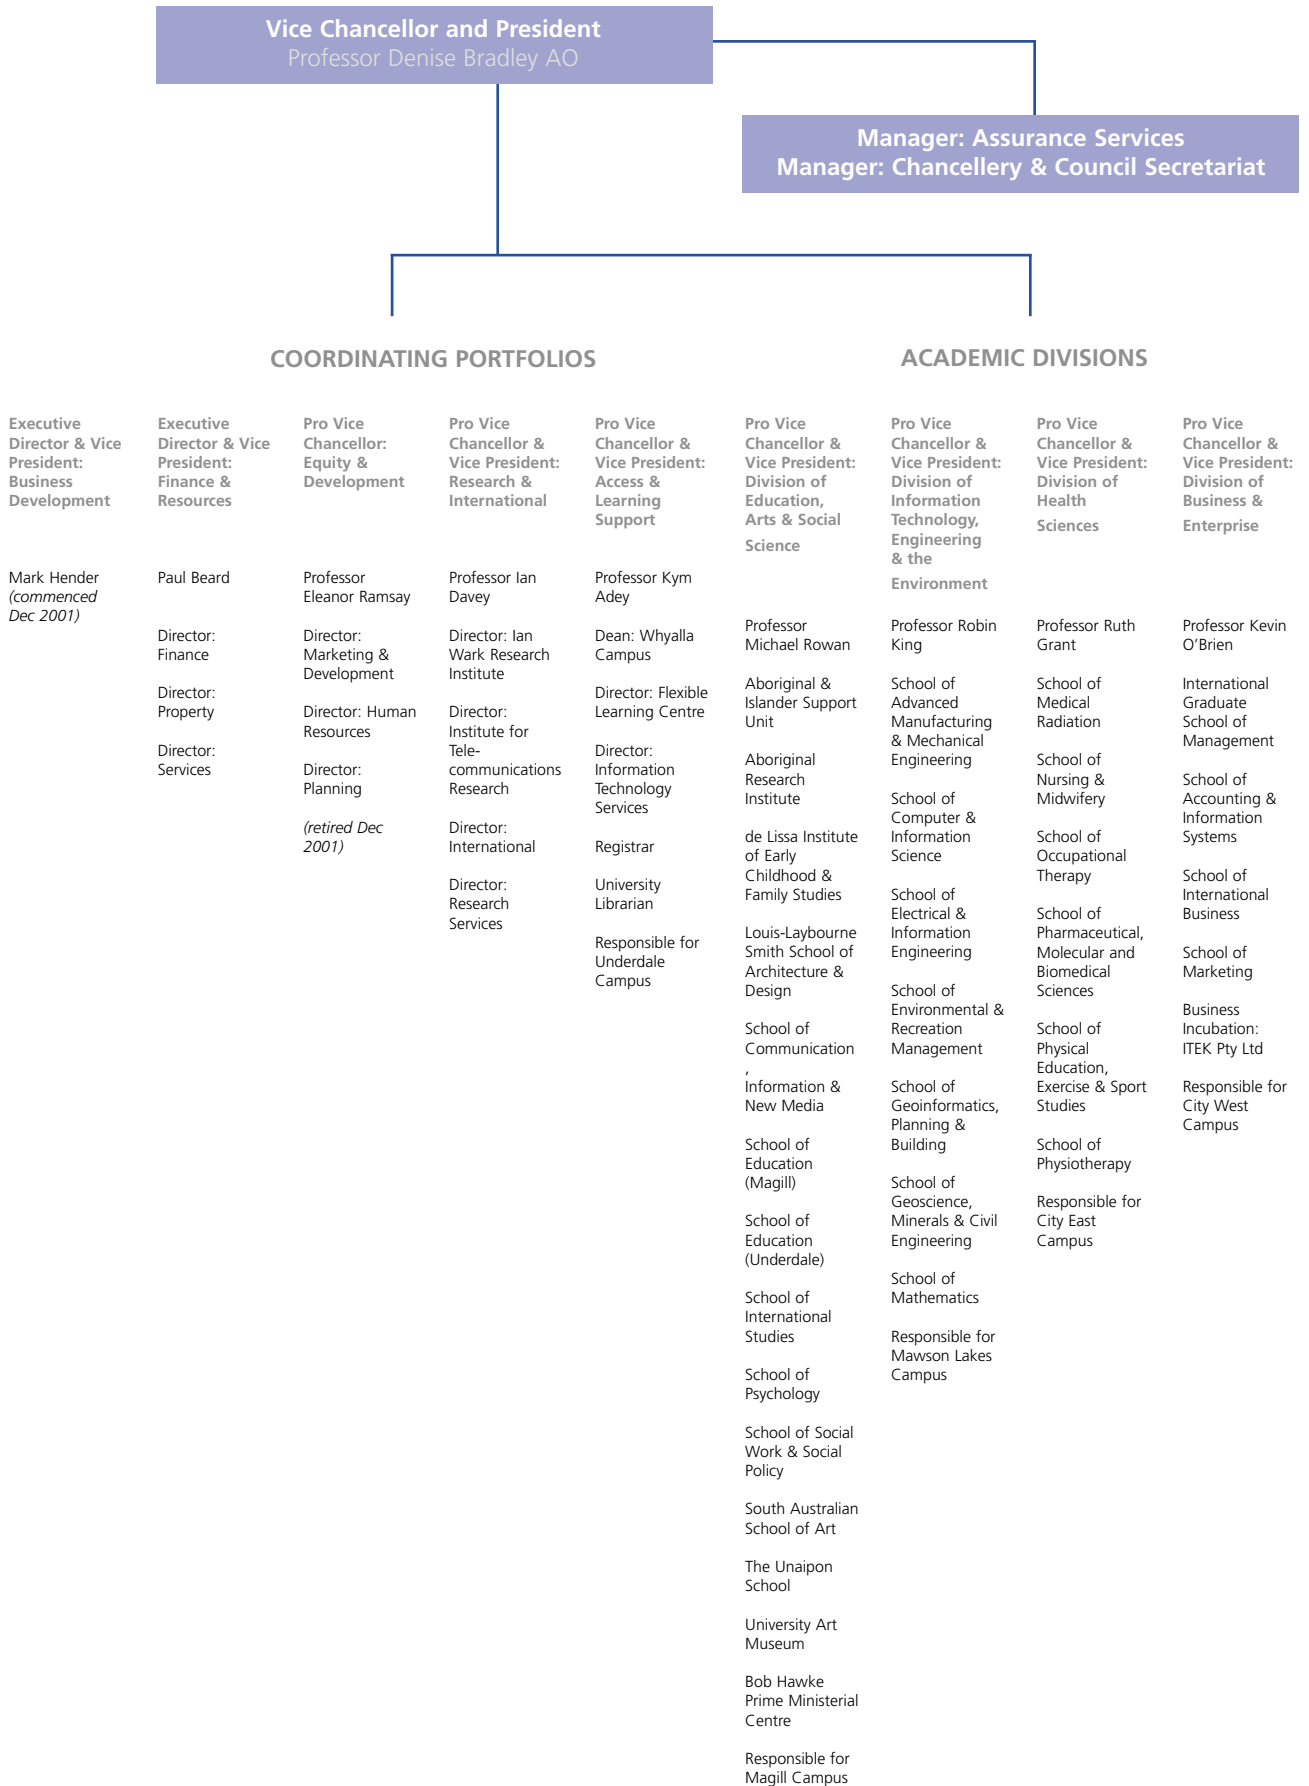 Vice Chancellor and President
Professor Denise Bradley AO
Manager: Assurance Services
Manager: Chancellery & Council Secretariat
COORDINATING PORTFOLIOS
ACADEMIC DIVISIONS
Executive
Director & Vice
President:
Business
Development
Mark Hender
(commenced
Dec 2001)
Executive
Director & Vice
President:
Finance &
Resources
Paul Beard
Director:
Finance
Director:
Property
Director:
Services
Pro Vice
Chancellor:
Equity &
Development
Professor
Eleanor Ramsay
Director:
Marketing &
Development
Director: Human
Resources
Director:
Planning
(retired Dec
2001)
Pro Vice
Chancellor &
Vice President:
Research &
International
Professor Ian
Davey
Director: Ian
Wark Research
Institute
Director:
Institute for
Tele-
communications
Research
Director:
International
Director:
Research
Services
Pro Vice
Chancellor &
Vice President:
Access &
Learning
Support
Professor Kym
Adey
Dean: Whyalla
Campus
Director: Flexible
Learning Centre
Director:
Information
Technology
Services
Registrar
University
Librarian
Responsible for
Underdale
Campus
Pro Vice
Chancellor &
Vice President:
Division of
Education,
Arts & Social
Science
Professor
Michael Rowan
Aboriginal &
Islander Support
Unit
Aboriginal
Research
Institute
de Lissa Institute
of Early
Childhood &
Family Studies
Louis-Laybourne
Smith School of
Architecture &
Design
School of
Communication
,
Information &
New Media
School of
Education
(Magill)
School of
Education
(Underdale)
School of
International
Studies
School of
Psychology
School of Social
Work & Social
Policy
South Australian
School of Art
The Unaipon
School
University Art
Museum
Bob Hawke
Prime Ministerial
Centre
Responsible for
Magill Campus
Pro Vice
Chancellor &
Vice President:
Division of
Information
Technology,
Engineering
& the
Environment
Professor Robin
King
School of
Advanced
Manufacturing
& Mechanical
Engineering
School of
Computer &
Information
Science
School of
Electrical &
Information
Engineering
School of
Environmental &
Recreation
Management
School of
Geoinformatics,
Planning &
Building
School of
Geoscience,
Minerals & Civil
Engineering
School of
Mathematics
Responsible for
Mawson Lakes
Campus
Pro Vice
Chancellor &
Vice President:
Division of
Health
Sciences
Professor Ruth
Grant
School of
Medical
Radiation
School of
Nursing &
Midwifery
School of
Occupational
Therapy
School of
Pharmaceutical,
Molecular and
Biomedical
Sciences
School of
Physical
Education,
Exercise & Sport
Studies
School of
Physiotherapy
Responsible for
City East
Campus
Pro Vice
Chancellor &
Vice President:
Division of
Business &
Enterprise
Professor Kevin
O’Brien
International
Graduate
School of
Management
School of
Accounting &
Information
Systems
School of
International
Business
School of
Marketing
Business
Incubation:
ITEK Pty Ltd
Responsible for
City West
Campus